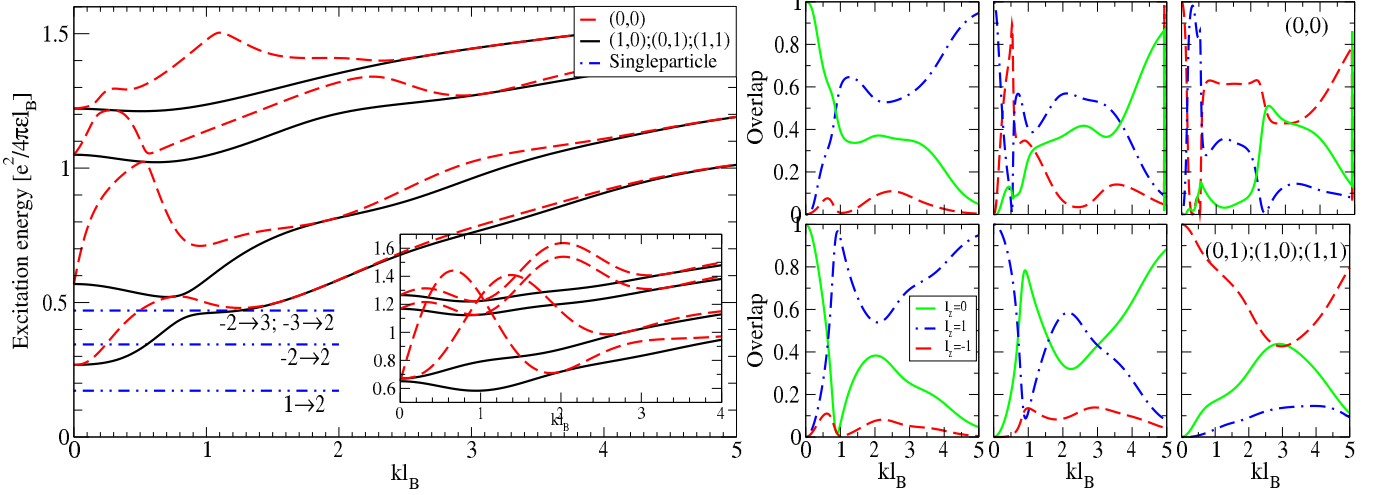 Excitation energy [e²/4πεl_B]
1.5
1
0.5
0
(0,0)
(1,0);(0,1);(1,1)
Singleparticle
-2→3; -3→2
-2→2
1→2
0 1 2 3 4 5
kl_B
1.6
1.4
1.2
1.0
0.8
0.6
0 1 2 3 4
kl_B
Overlap
1
0.8
0.6
0.4
0.2
0
(0,0)
Overlap
1
0.8
0.6
0.4
0.2
0
l_z=0
l_z=1
l_z=-1
(0,1);(1,0);(1,1)
0 1 2 3 4 5
0 1 2 3 4 5
0 1 2 3 4 5
kl_B
kl_B
kl_B